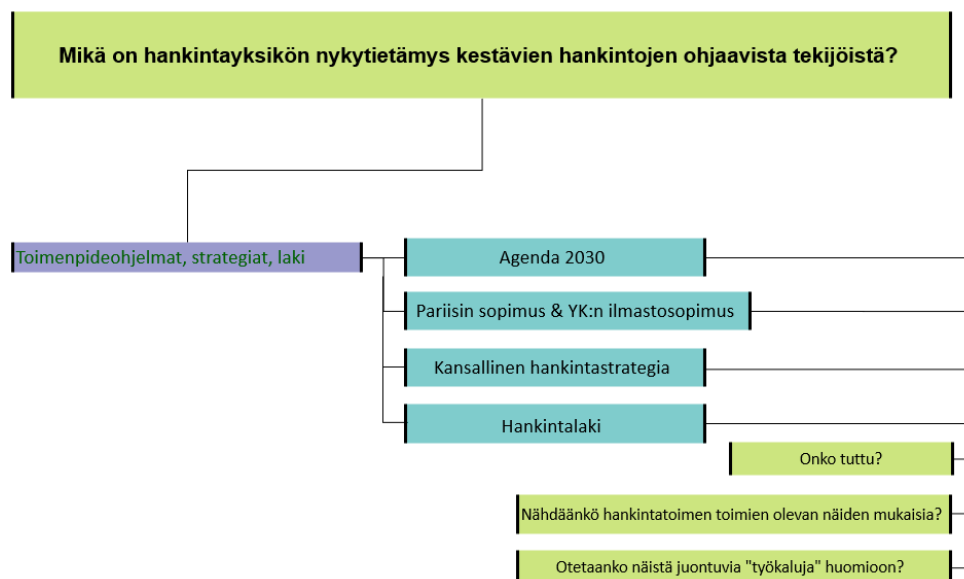 Mikä on hankintayksikön nykytietämys kestävien hankintojen ohjaavista tekijöistä?
Toimenpideohjelmat, strategiat, laki
Agenda 2030
Pariisin sopimus & YK:n ilmastosopimus
Kansallinen hankintastrategia
Hankintalaki
Onko tuttu?
Nähdäänkö hankintatoimen toimien olevan näiden mukaisia?
Otetaanko näistä juontuvia "työkaluja" huomioon?